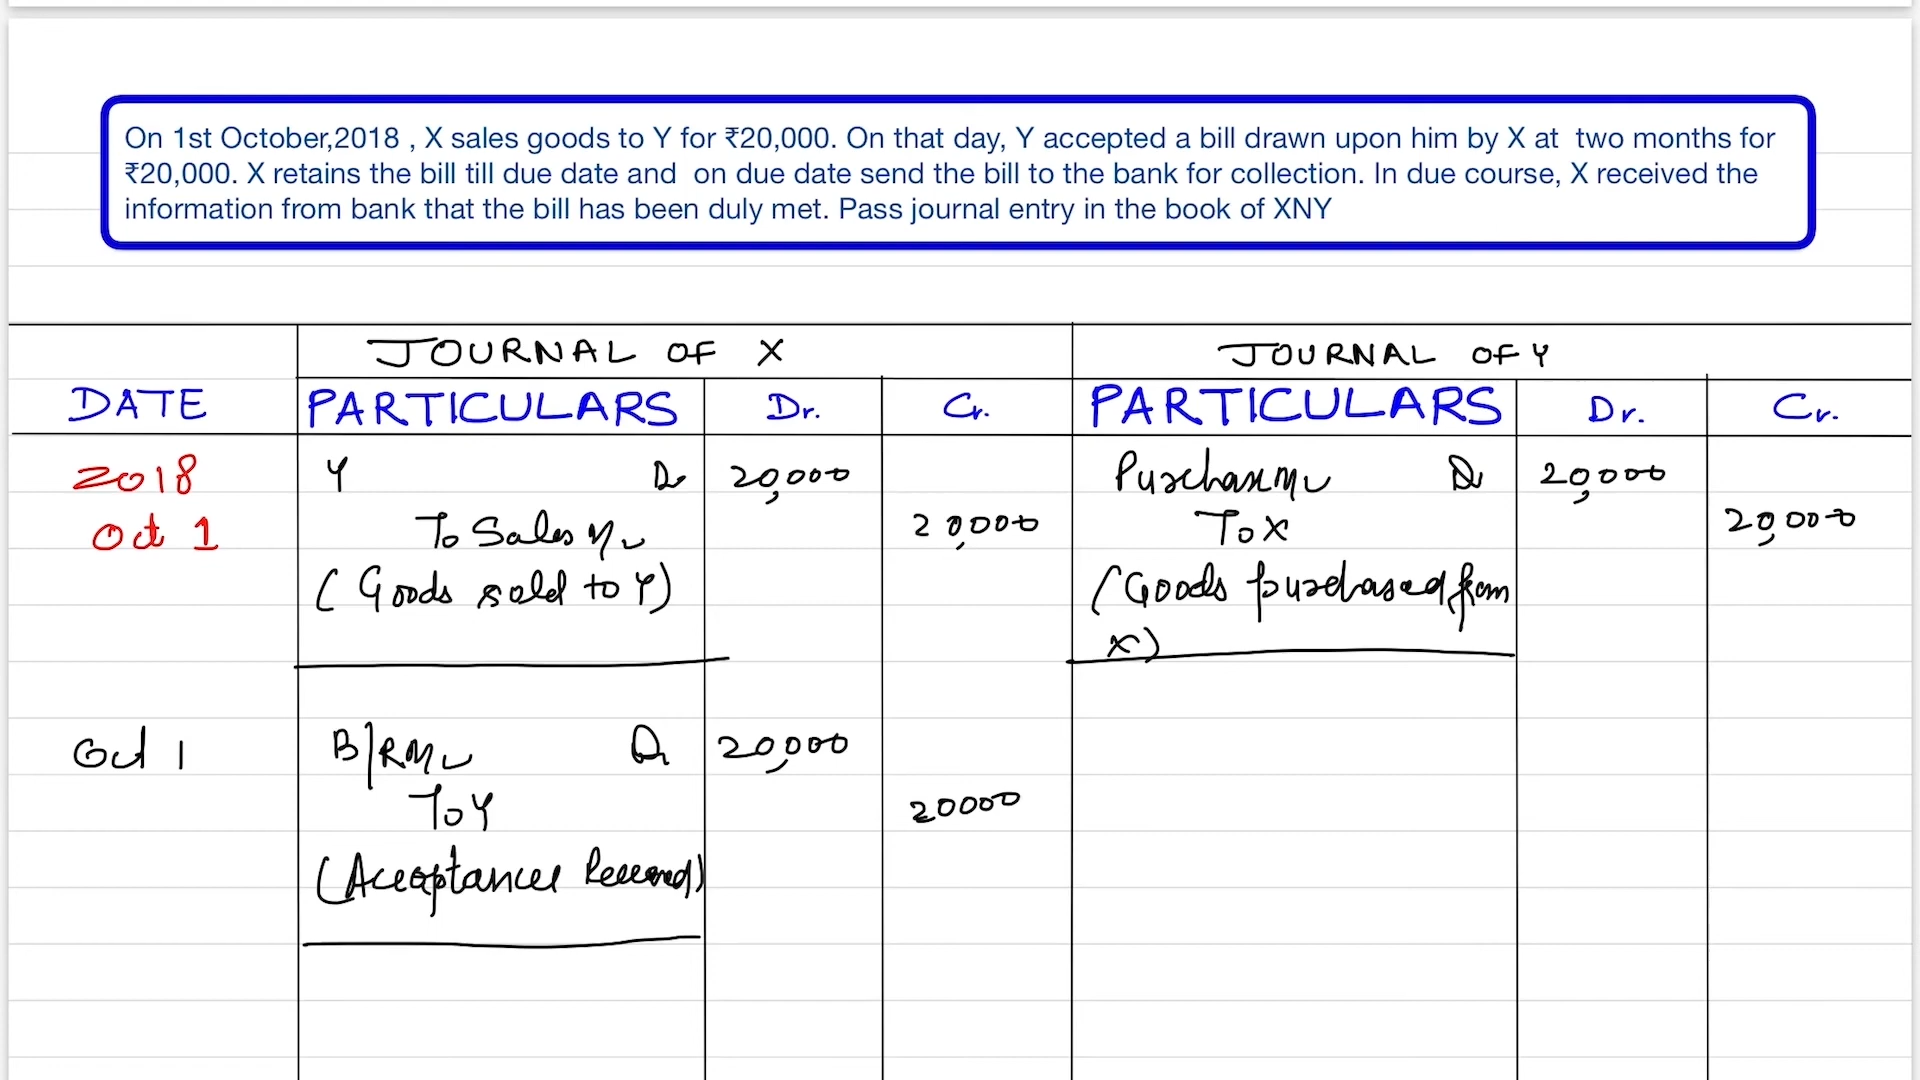 On 1st October,2018 , X sales goods to Y for ₹20,000. On that day, Y accepted a bill drawn upon him by X at two months for
₹20,000. X retains the bill till due date and on due date send the bill to the bank for collection. In due course, X received the
information from bank that the bill has been duly met. Pass journal entry in the book of XNY
JOURNAL OF X JOURNAL OF Y
DATE PARTICULARS Dr. Cr. PARTICULARS Dr. Cr.
2018 Y Dr 20,000 Purchase A/c Dr 20,000
Oct 1 To Sales A/c 20,000 To X 20,000
(Goods sold to Y) (Goods purchased from
X)
Oct 1 B/R A/c Dr 20,000
To Y 20000
(Acceptances Received)